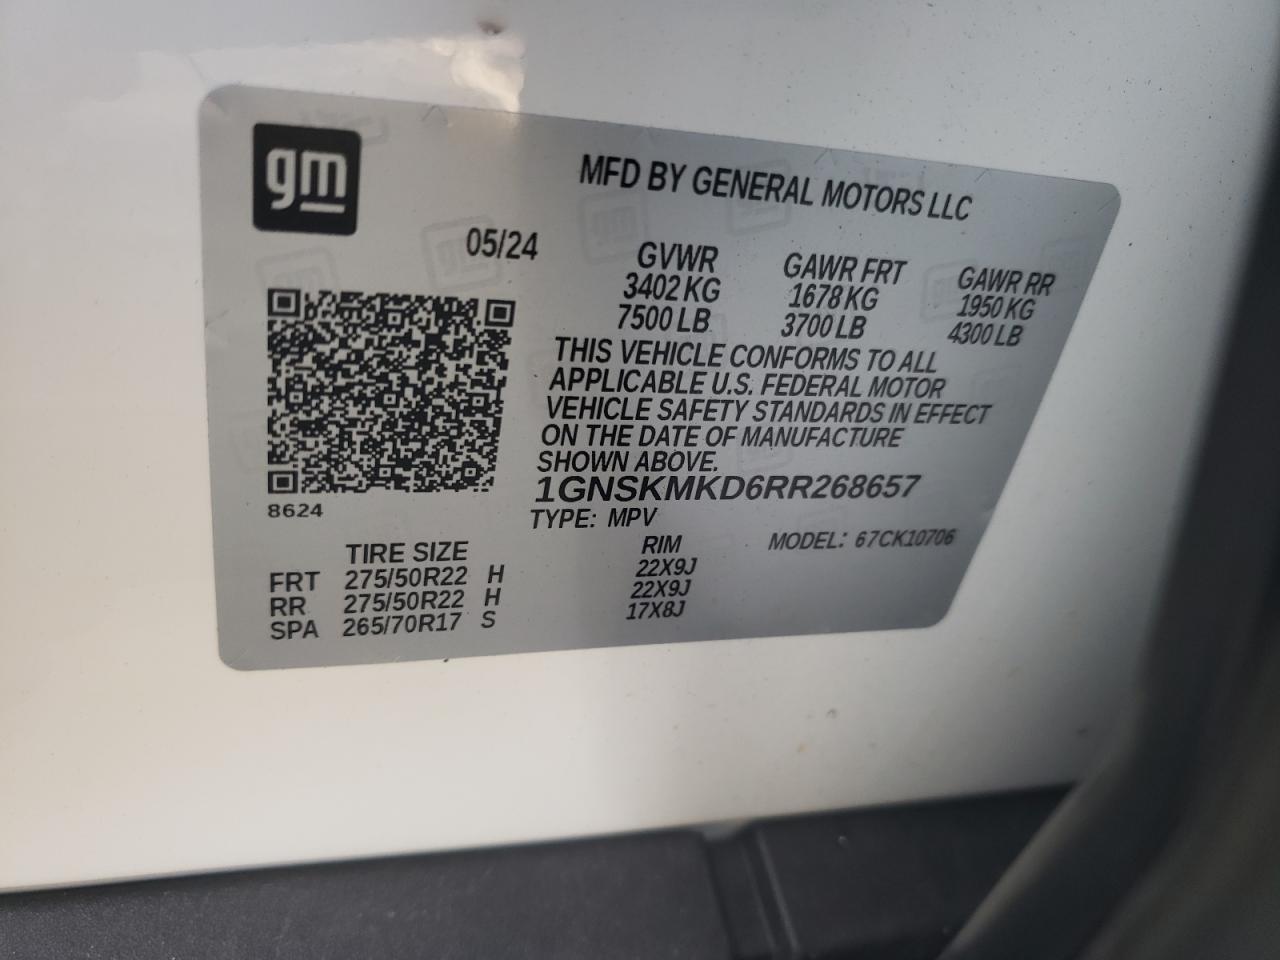 gm
MFD BY GENERAL MOTORS LLC
05/24
GVWR GAWR FRT GAWR RR
3402 KG 1678 KG 1950 KG
7500 LB 3700 LB 4300 LB
THIS VEHICLE CONFORMS TO ALL
APPLICABLE U.S. FEDERAL MOTOR
VEHICLE SAFETY STANDARDS IN EFFECT
ON THE DATE OF MANUFACTURE
SHOWN ABOVE.
1GNSKMKD6RR268657
8624
TYPE: MPV MODEL: 67CK10706
TIRE SIZE RIM
FRT 275/50R22 H 22X9J
RR 275/50R22 H 22X9J
SPA 265/70R17 S 17X8J